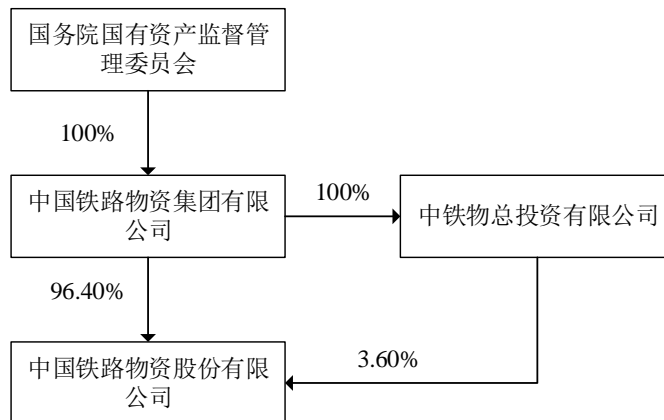 国务院国有资产监督管
理委员会
100%
中国铁路物资集团有限
公司
100%
中铁物总投资有限公司
96.40%
3.60%
中国铁路物资股份有限
公司